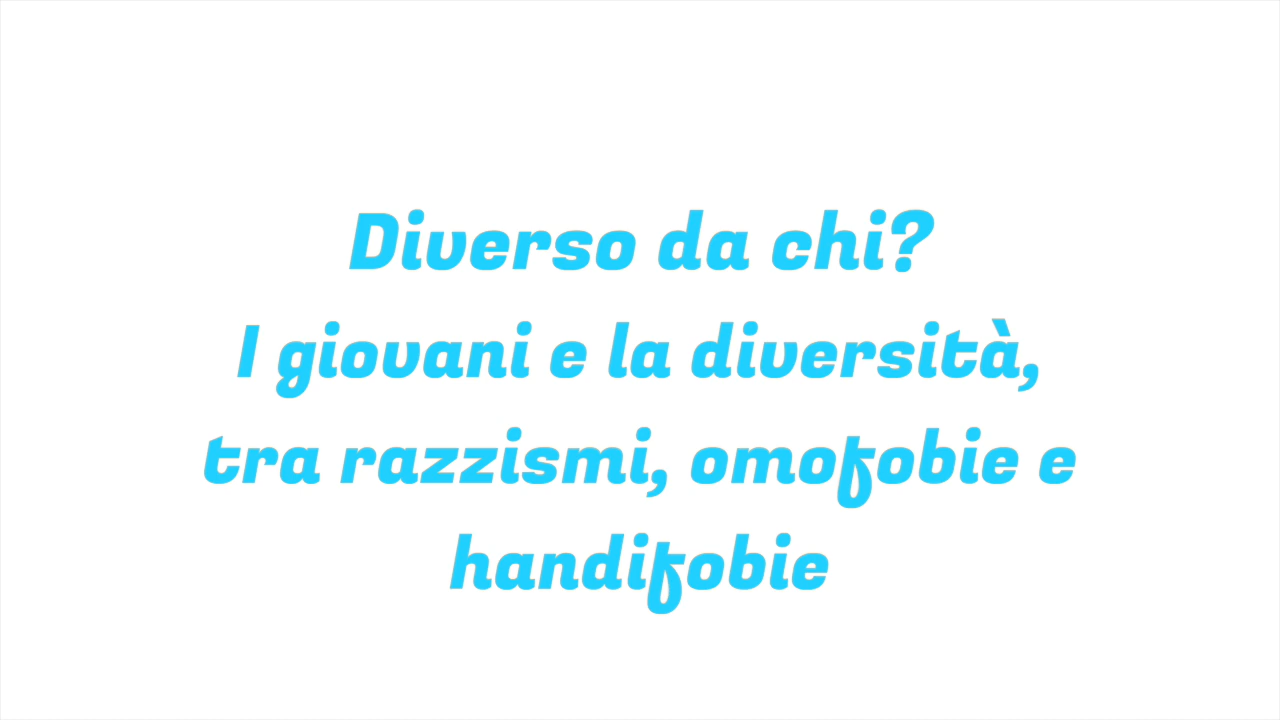 Diverso da chi?
I giovani e la diversità,
tra razzismi, omofobie e
handifobie